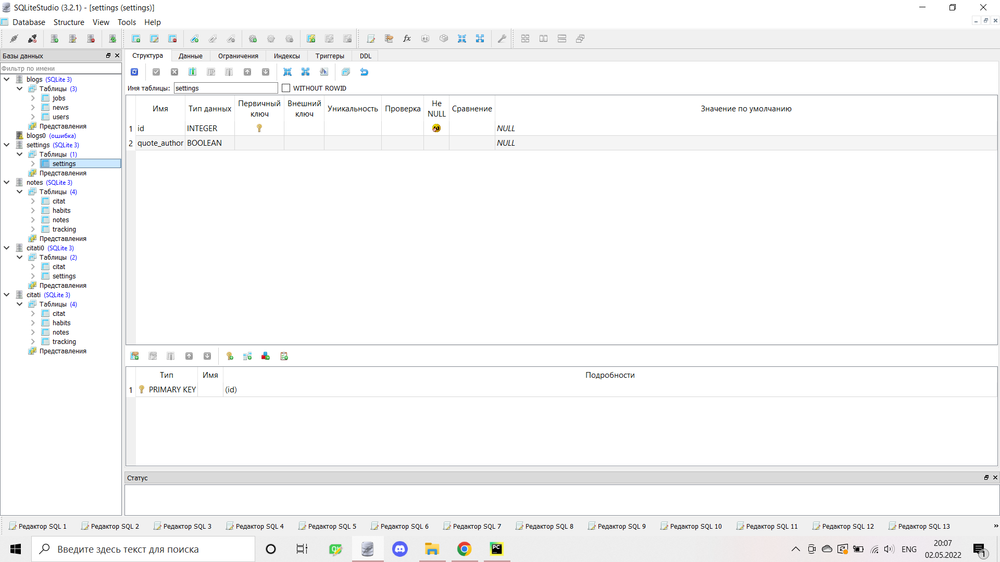 SQLiteStudio (3.2.1) - [settings (settings)]
Database Structure View Tools Help
Базы данных
Фильтр по имени
blogs (SQLite 3)
Таблицы (3)
jobs
news
users
Представления
blogs0 (ошибка)
settings (SQLite 3)
Таблицы (1)
settings
Представления
notes (SQLite 3)
Таблицы (4)
citat
habits
notes
tracking
Представления
citati0 (SQLite 3)
Таблицы (2)
citat
settings
Представления
citati (SQLite 3)
Таблицы (4)
citat
habits
notes
tracking
Представления
Структура Данные Ограничения Индексы Триггеры DDL
Имя таблицы: settings WITHOUT ROWID
Имя Тип данных Первичный ключ Внешний ключ Уникальность Проверка Не NULL Сравнение Значение по умолчанию
1 id INTEGER NULL
2 quote_author BOOLEAN NULL
Тип Имя Подробности
1 PRIMARY KEY (id)
Статус
Редактор SQL 1 Редактор SQL 2 Редактор SQL 3 Редактор SQL 4 Редактор SQL 5 Редактор SQL 6 Редактор SQL 7 Редактор SQL 8 Редактор SQL 9 Редактор SQL 10 Редактор SQL 11 Редактор SQL 12 Редактор SQL 13
Введите здесь текст для поиска
ENG
20:07
02.05.2022
1